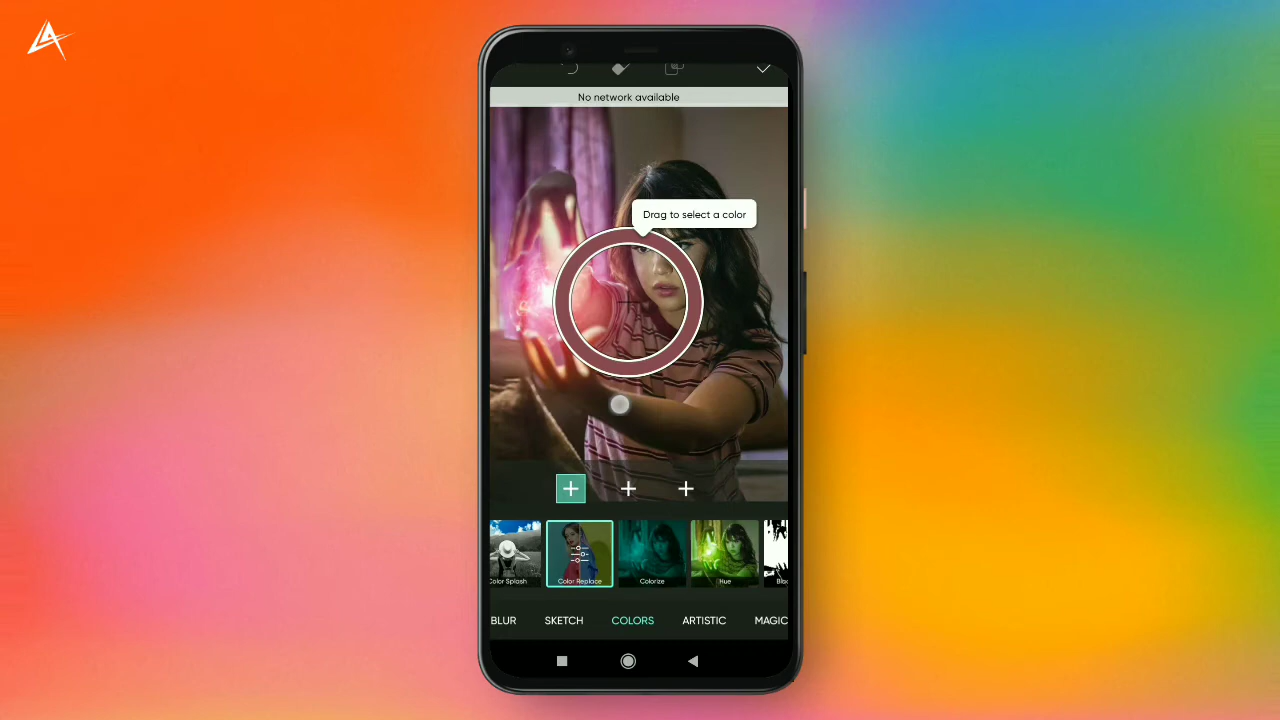 No network available
Drag to select a color
Color Splash
Color Replace
Colorize
Hue
BLUR
SKETCH
COLORS
ARTISTIC
MAGIC